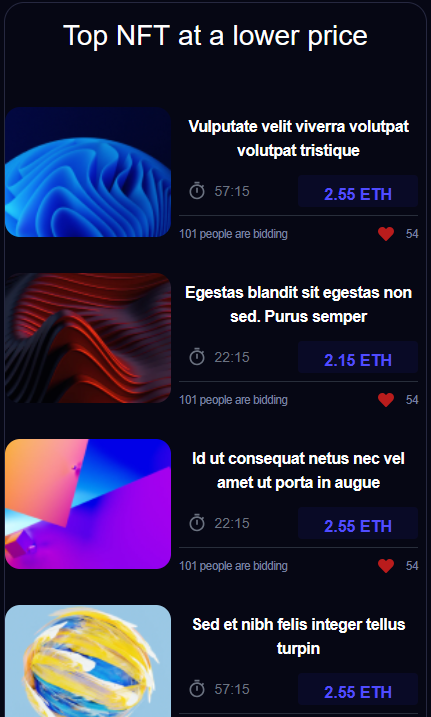 Top NFT at a lower price
Vulputate velit viverra volutpat
volutpat tristique
57:15
2.55 ETH
101 people are bidding
54
Egestas blandit sit egestas non
sed. Purus semper
22:15
2.15 ETH
101 people are bidding
54
Id ut consequat netus nec vel
amet ut porta in augue
22:15
2.55 ETH
101 people are bidding
54
Sed et nibh felis integer tellus
turpin
57:15
2.55 ETH